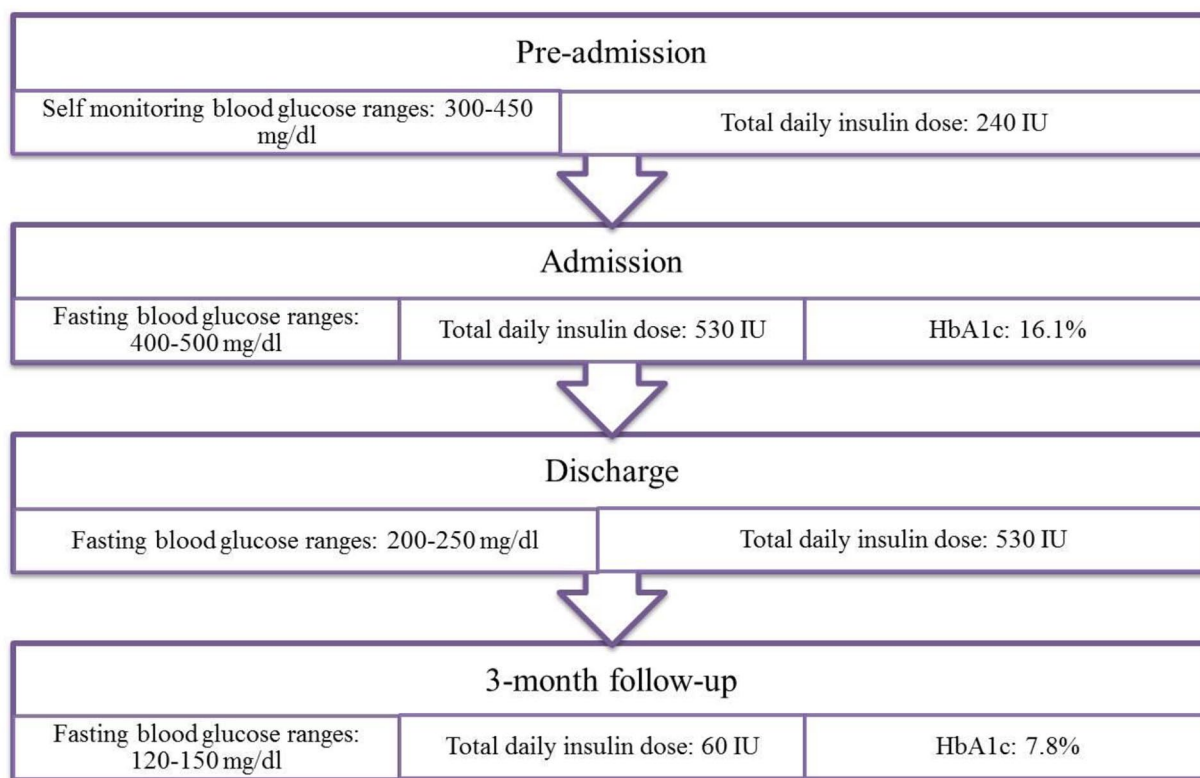 Pre-admission
Self monitoring blood glucose ranges: 300-450
mg/dl
Total daily insulin dose: 240 IU
Admission
Fasting blood glucose ranges:
400-500 mg/dl
Total daily insulin dose: 530 IU
HbA1c: 16.1%
Discharge
Fasting blood glucose ranges: 200-250 mg/dl
Total daily insulin dose: 530 IU
3-month follow-up
Fasting blood glucose ranges:
120-150 mg/dl
Total daily insulin dose: 60 IU
HbA1c: 7.8%